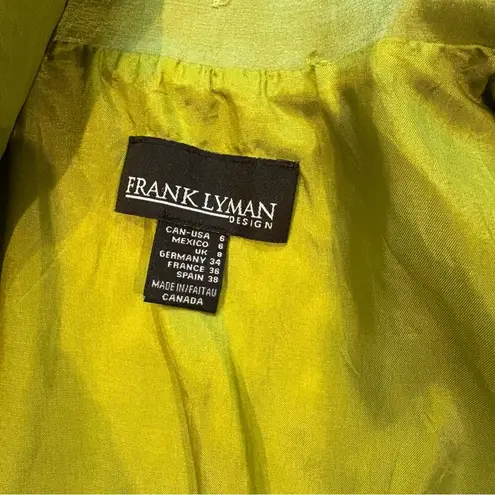 FRANK LYMAN
DESIGN
CAN-USA 6
MEXICO 6
UK 8
GERMANY 34
FRANCE 36
SPAIN 38
MADE IN/FAIT AU
CANADA